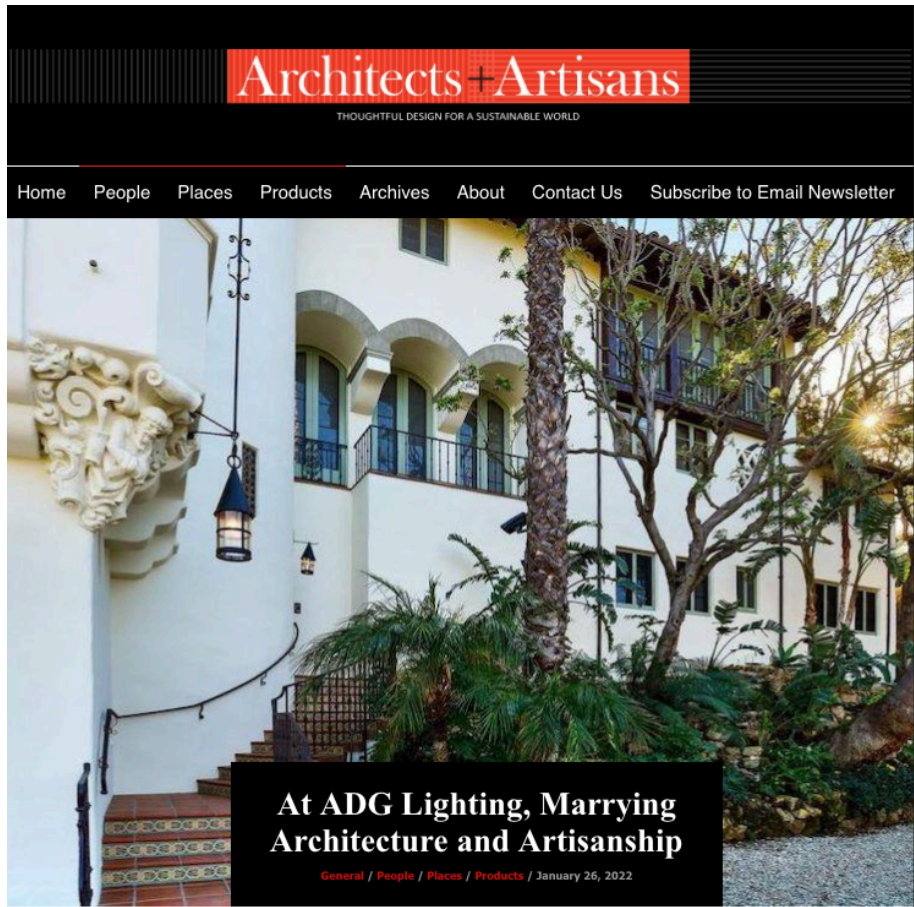 Architects+Artisans
THOUGHTFUL DESIGN FOR A SUSTAINABLE WORLD
Home People Places Products Archives About Contact Us Subscribe to Email Newsletter
At ADG Lighting, Marrying
Architecture and Artisanship
General / People / Places / Products / January 26, 2022